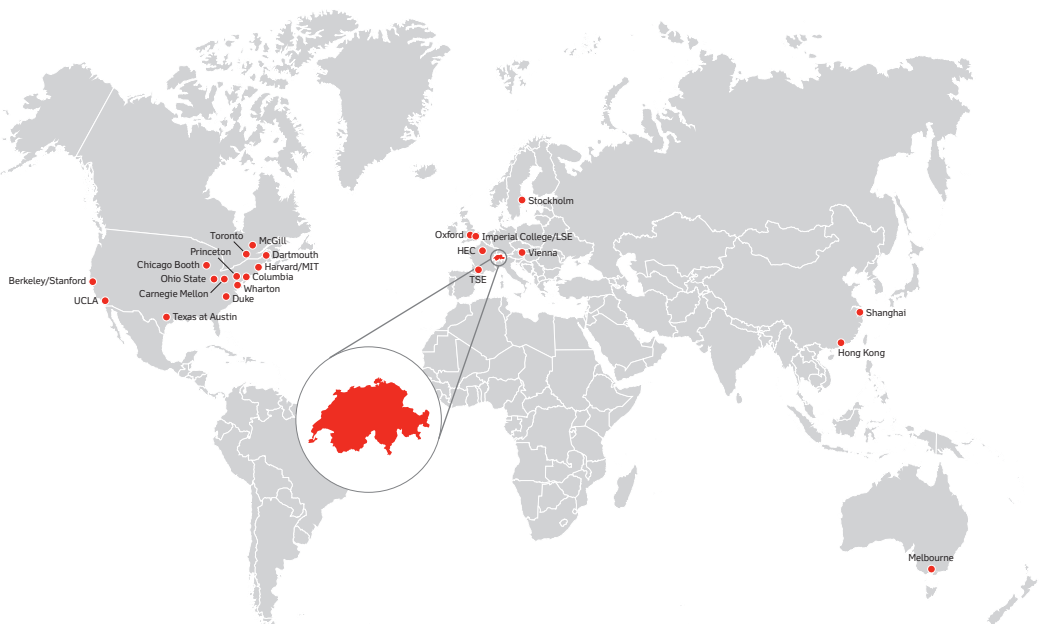 Stockholm
Oxford
Imperial College/LSE
Toronto
McGill
HEC
Vienna
Princeton
Dartmouth
Chicago Booth
Harvard/MIT
Ohio State
Columbia
TSE
Berkeley/Stanford
Wharton
Carnegie Mellon
Duke
UCLA
Texas at Austin
Shanghai
Hong Kong
Melbourne